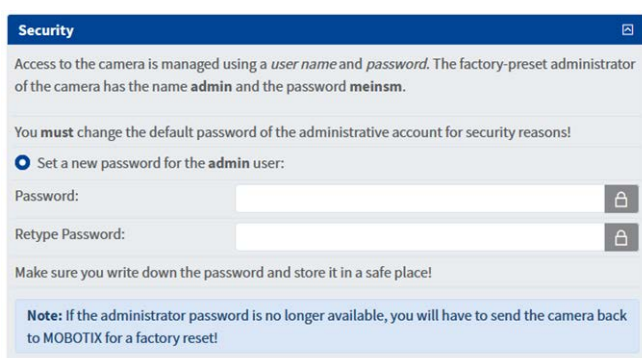 Security
Access to the camera is managed using a user name and password. The factory-preset administrator
of the camera has the name admin and the password meinsm.
You must change the default password of the administrative account for security reasons!
Set a new password for the admin user:
Password:
Retype Password:
Make sure you write down the password and store it in a safe place!
Note: If the administrator password is no longer available, you will have to send the camera back
to MOBOTIX for a factory reset!